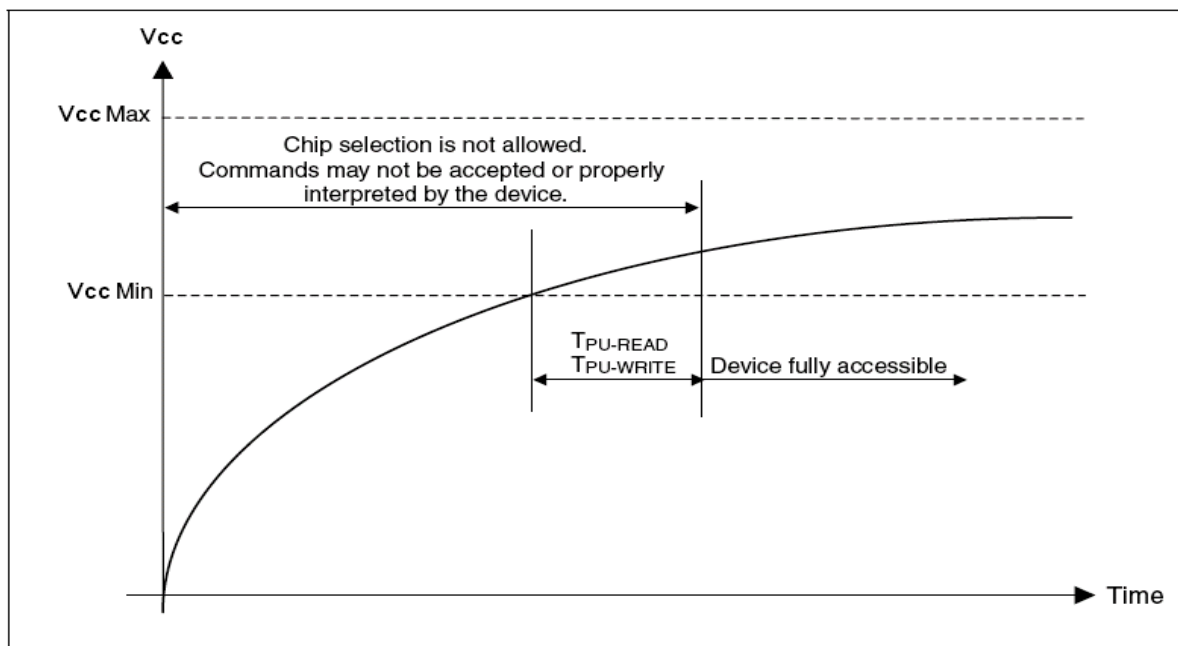 Vcc
Vcc Max
Chip selection is not allowed.
Commands may not be accepted or properly
interpreted by the device.
Vcc Min
TPU-READ
TPU-WRITE
Device fully accessible
Time